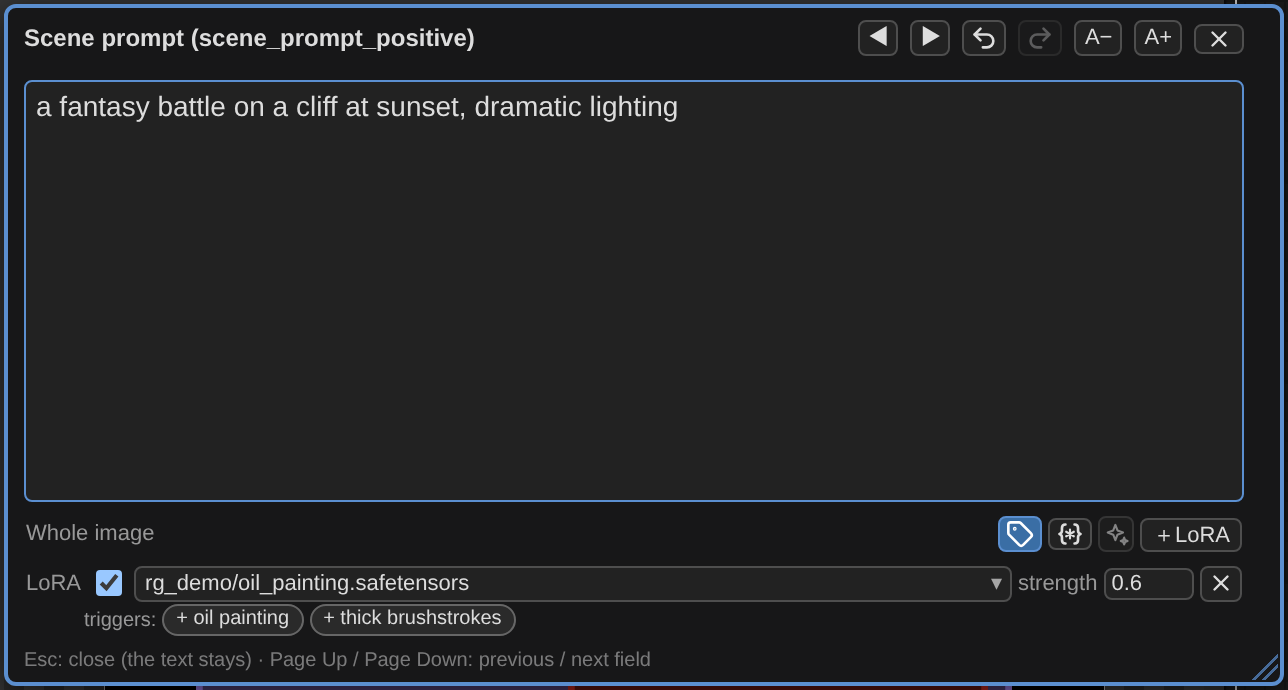 Scene prompt (scene_prompt_positive) ◀ ▶ A− A+
a fantasy battle on a cliff at sunset, dramatic lighting
Whole image {*} +LoRA
LoRA rg_demo/oil_painting.safetensors ▼ strength 0.6
triggers: + oil painting + thick brushstrokes
Esc: close (the text stays) · Page Up / Page Down: previous / next field